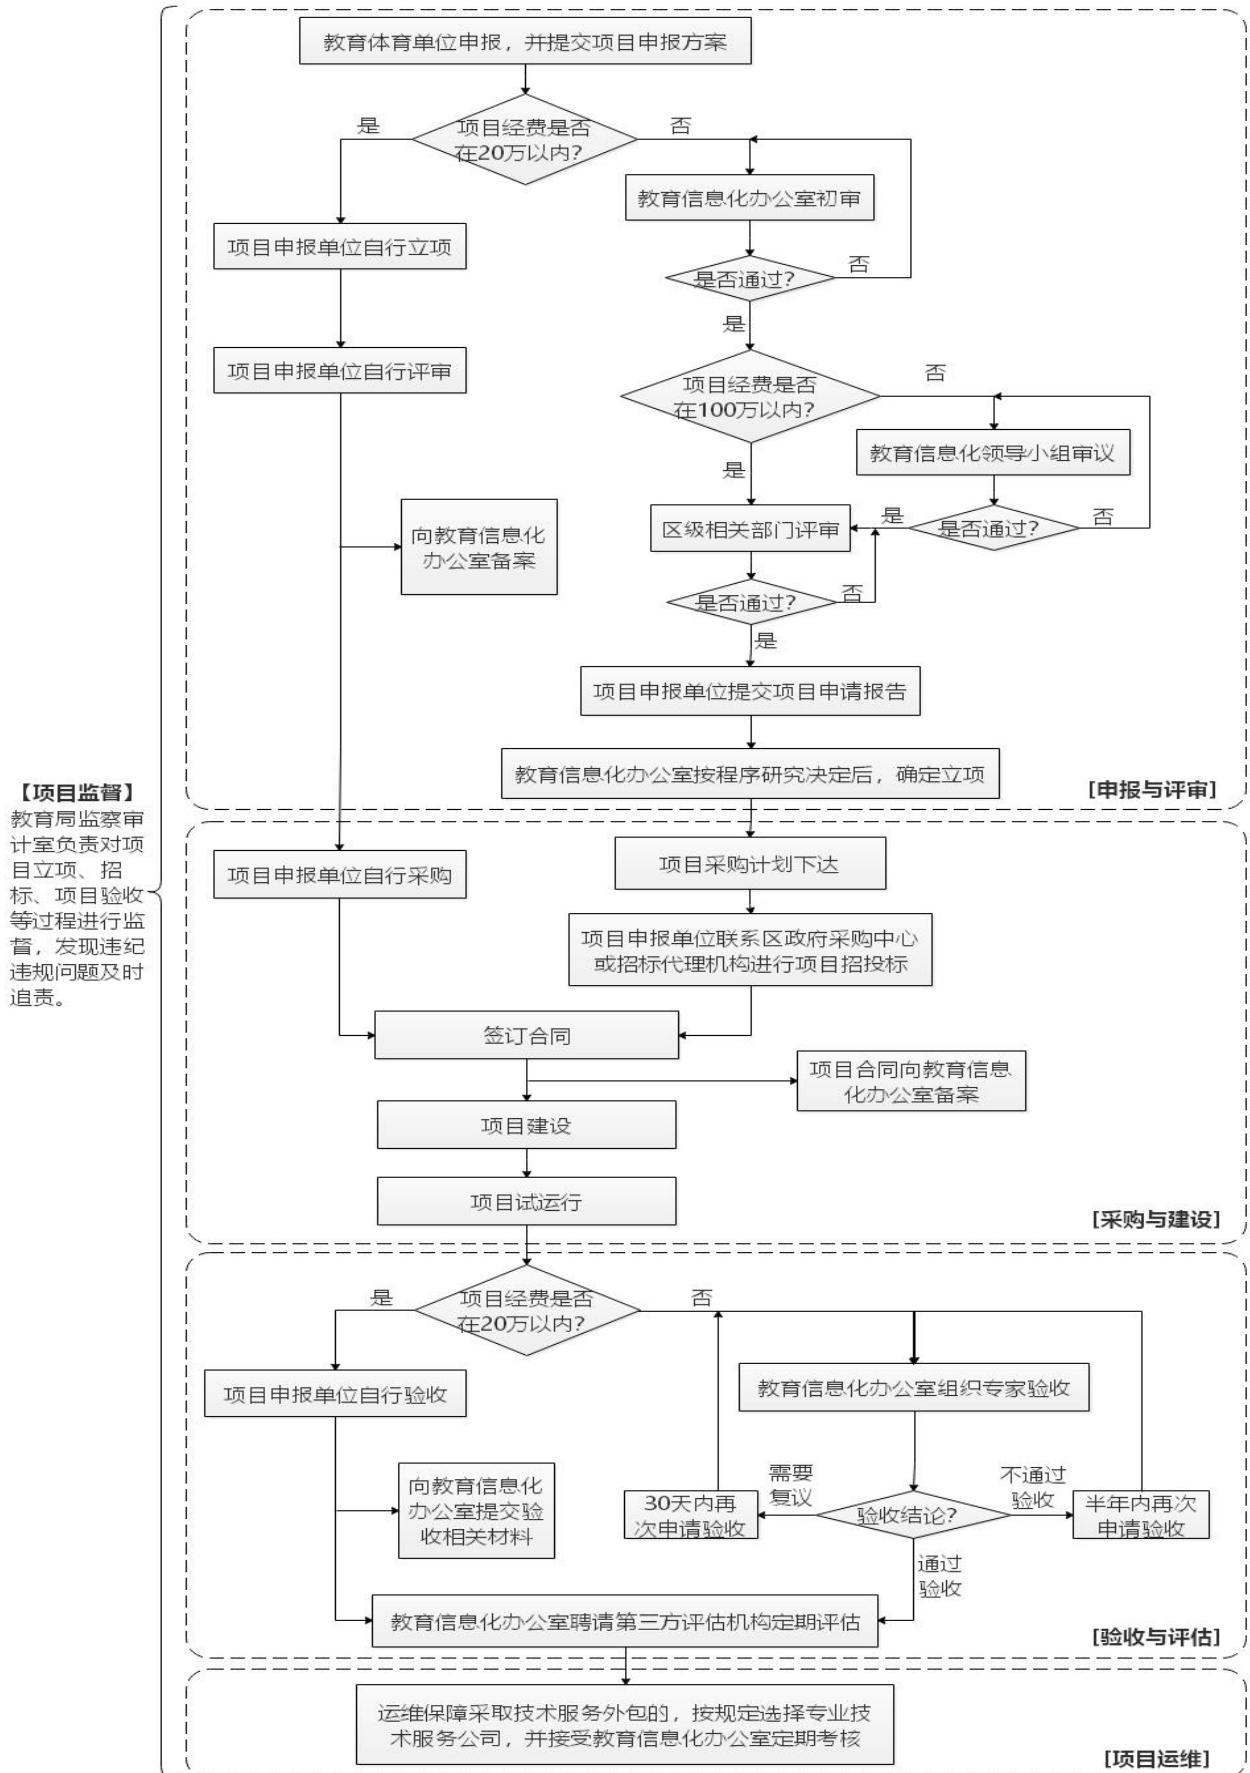 教育体育单位申报，并提交项目申报方案
项目经费是否
在20万以内？
是
否
教育信息化办公室初审
项目申报单位自行立项
是否通过？
否
是
项目申报单位自行评审
项目经费是否
在100万以内？
否
教育信息化领导小组审议
是
向教育信息化
办公室备案
区级相关部门评审
是
是否通过？
否
是否通过？
否
是
项目申报单位提交项目申请报告
教育信息化办公室按程序研究决定后，确定立项
[申报与评审]
【项目监督】
教育局监察审
计室负责对项
目立项、招
标、项目验收
等过程进行监
督，发现违纪
违规问题及时
追责。
项目申报单位自行采购
项目采购计划下达
项目申报单位联系区政府采购中心
或招标代理机构进行项目招投标
签订合同
项目合同向教育信息
化办公室备案
项目建设
项目试运行
[采购与建设]
项目经费是否
在20万以内？
是
否
项目申报单位自行验收
教育信息化办公室组织专家验收
向教育信息化
办公室提交验
收相关材料
30天内再
次申请验收
需要
复议
验收结论？
不通过
验收
半年内再次
申请验收
通过
验收
教育信息化办公室聘请第三方评估机构定期评估
[验收与评估]
运维保障采取技术服务外包的，按规定选择专业技
术服务公司，并接受教育信息化办公室定期考核
[项目运维]